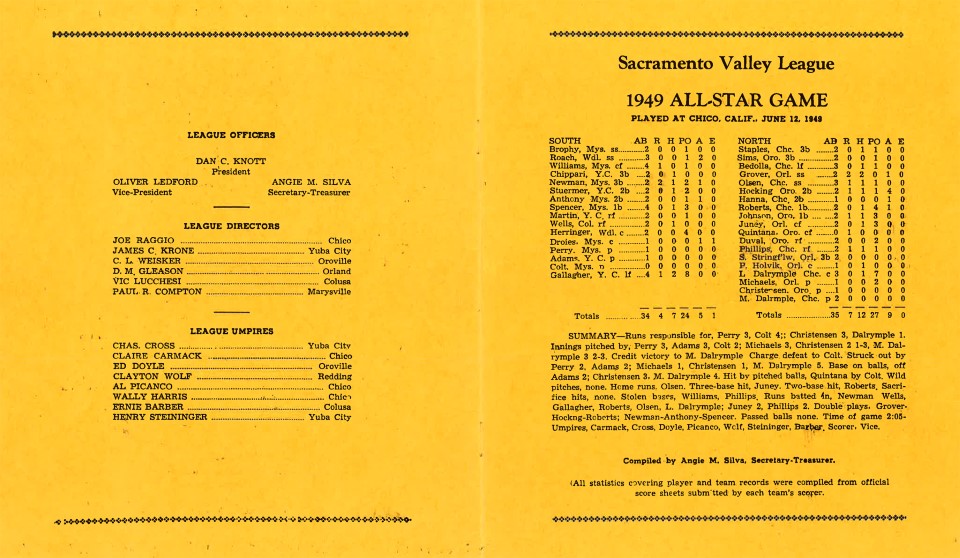 LEAGUE OFFICERS
DAN C. KNOTT
President
OLIVER LEDFORD ANGIE M. SILVA
Vice-President Secretary-Treasurer
LEAGUE DIRECTORS
JOE RAGGIO Chico
JAMES C. KRONE Yuba City
C. L. WEISKER Oroville
D. M. GLEASON Orland
VIC LUCCHESI Colusa
PAUL R. COMPTON Marysville
LEAGUE UMPIRES
CHAS. CROSS Yuba City
CLAIRE CARMACK Chico
ED DOYLE Oroville
CLAYTON WOLF Redding
AL PICANCO Chico
WALLY HARRIS Chico
ERNIE BARBER Colusa
HENRY STEININGER Yuba City
Sacramento Valley League
1949 ALL-STAR GAME
PLAYED AT CHICO, CALIF., JUNE 12, 1949
SOUTH AB R H PO A E
Brophy, Mys. ss 2 0 0 1 0 0
Roach, Wdl. ss 3 0 0 1 2 0
Williams, Mys. cf 4 1 0 1 0 0
Chippari, Y.C. 3b 2 0 1 0 0 0
Newman, Mys. 3b 2 2 1 2 1 0
Stuermer, Y.C. 2b 2 0 1 2 0 0
Anthony Mys. 2b 2 0 0 1 1 0
Spencer, Mys. 1b 4 0 1 3 0 0
Martin, Y. C. rf 2 0 0 1 0 0
Wells, Col. rf 2 0 1 0 0 0
Herringer, Wdl. c 2 0 0 4 0 0
Droles. Mys. c 1 0 0 0 1 1
Perry. Mys. p 1 0 0 0 0 0
Adams. Y. C. p 1 0 0 0 0 0
Colt. Mys. p 0 0 0 0 0 0
Gallagher, Y.C. lf 4 1 2 8 0 0
Totals 34 4 7 24 5 1
NORTH AB R H PO A E
Staples, Chc. 3b 2 0 1 1 0 0
Sims, Oro. 3b 2 0 0 1 0 0
Bedolla, Chc. lf 3 0 1 1 0 0
Grover, Orl. ss 2 2 0 1 0
Olsen, Chc. ss 3 1 1 1 0 0
Hocking Oro. 2b 1 1 1 4 0
Hanna, Chc. 2b 1 0 0 0 0 0
Roberts, Chc. 1b 2 0 1 4 1 0
Johnson, Oro. 1b 2 1 1 3 0 0
Juney, Orl. cf 2 0 1 3 0 0
Quintana. Oro. cf 0 1 0 0 0 0
Duval, Oro. rf 2 0 0 2 0 0
Phillips, Chc. rf 2 1 1 1 0 0
S. Stringf'lw, Orl. 3b 2 0 0 0 0 0
F. Holvik, Orl. c 1 0 0 1 0 0
L Dalrymple Chc. c 3 0 1 7 0 0
Michaels, Orl. p 1 0 0 2 0 0
Christensen. Oro. p 1 0 0 0 0 0
M. Dalrmple, Chc. p 2 0 0 0 0 0
Totals 35 7 12 27 9 0
SUMMARY—Runs responsible for, Perry 3, Colt 4;; Christensen 3, Dalrymple 1,
Innings pitched by, Perry 3, Adams 3, Colt 2; Michaels 3, Christensen 2 1-3, M. Dal-
rymple 3 2-3. Credit victory to M. Dalrymple Charge defeat to Colt. Struck out by
Perry 2, Adams 2; Michaels 1, Christensen 1, M. Dalrymple 5. Base on balls, off
Adams 2; Christensen 3. M. Dalrymple 4. Hit by pitched balls, Quintana by Colt, Wild
pitches, none. Home runs, Olsen. Three-base hit, Juney. Two-base hit, Roberts, Sacri-
fice hits, none. Stolen bases, Williams, Phillips, Runs batted in, Newman Wells,
Gallagher, Roberts, Olsen, L. Dalrymple; Juney 2, Phillips 2. Double plays. Grover-
Hockng-Roberts; Newman-Anthony-Spencer. Passed balls none. Time of game 2:05-
Umpires, Carmack, Cross, Doyle, Picanco, Wolf, Steininger, Barber, Scorer. Vice.
Compiled by Angie M. Silva, Secretary-Treasurer.
(All statistics covering player and team records were compiled from official
score sheets submitted by each team's scorer.